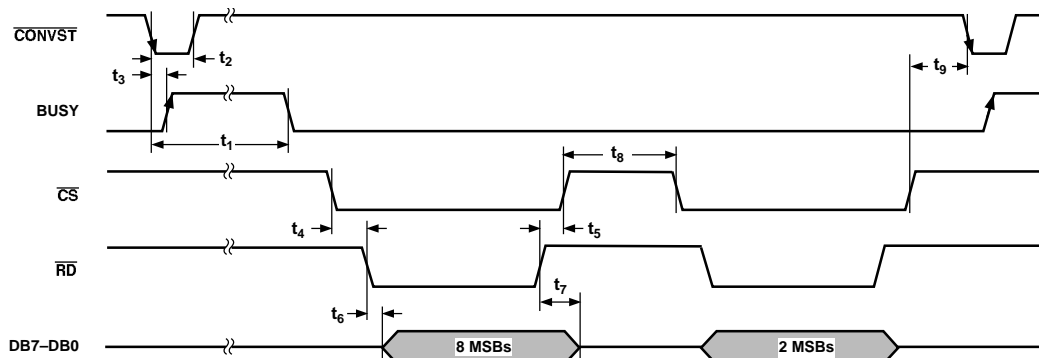 CONVST
t2
t9
t3
BUSY
t1
t8
CS
t4
t5
RD
t7
t6
DB7–DB0
8 MSBs
2 MSBs